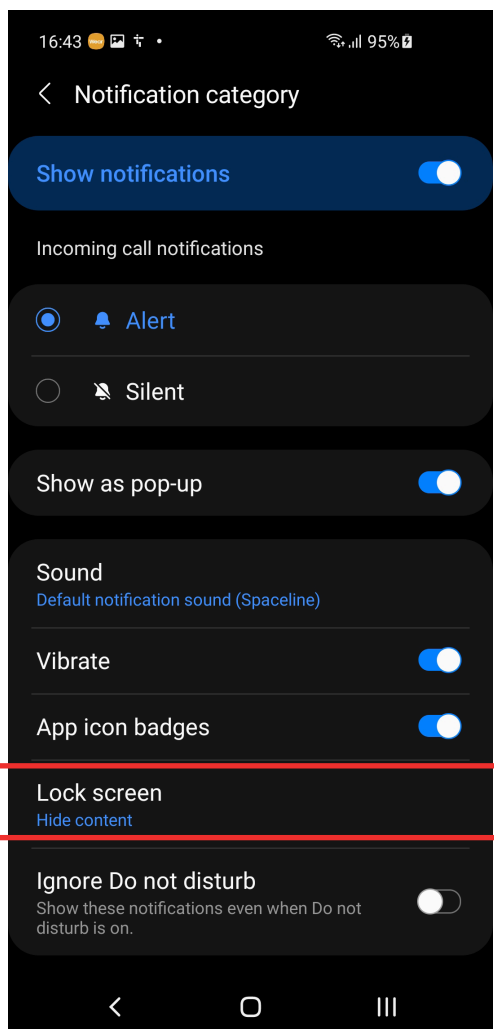 16:43
95%
Notification category
Show notifications
Incoming call notifications
Alert
Silent
Show as pop-up
Sound
Default notification sound (Spaceline)
Vibrate
App icon badges
Lock screen
Hide content
Ignore Do not disturb
Show these notifications even when Do not
disturb is on.